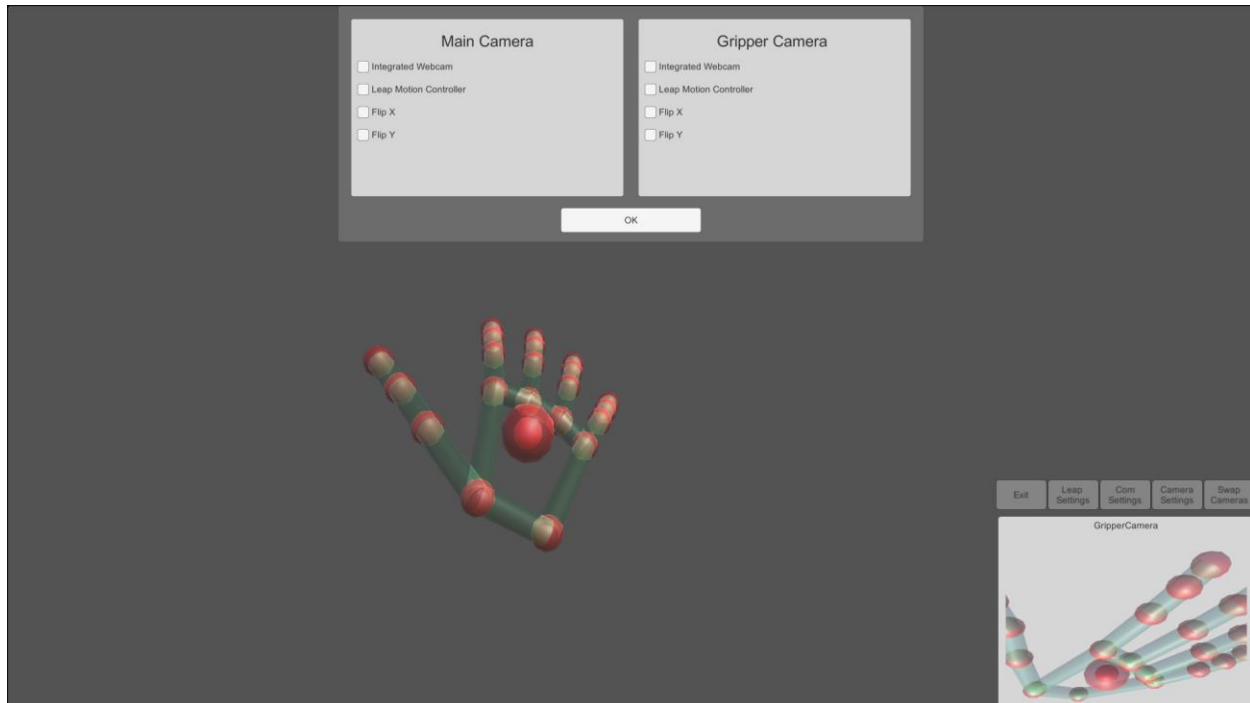 Main Camera
Integrated Webcam
Leap Motion Controller
Flip X
Flip Y
Gripper Camera
Integrated Webcam
Leap Motion Controller
Flip X
Flip Y
OK
Exit
Leap
Settings
Com
Settings
Camera
Settings
Swap
Cameras
GripperCamera